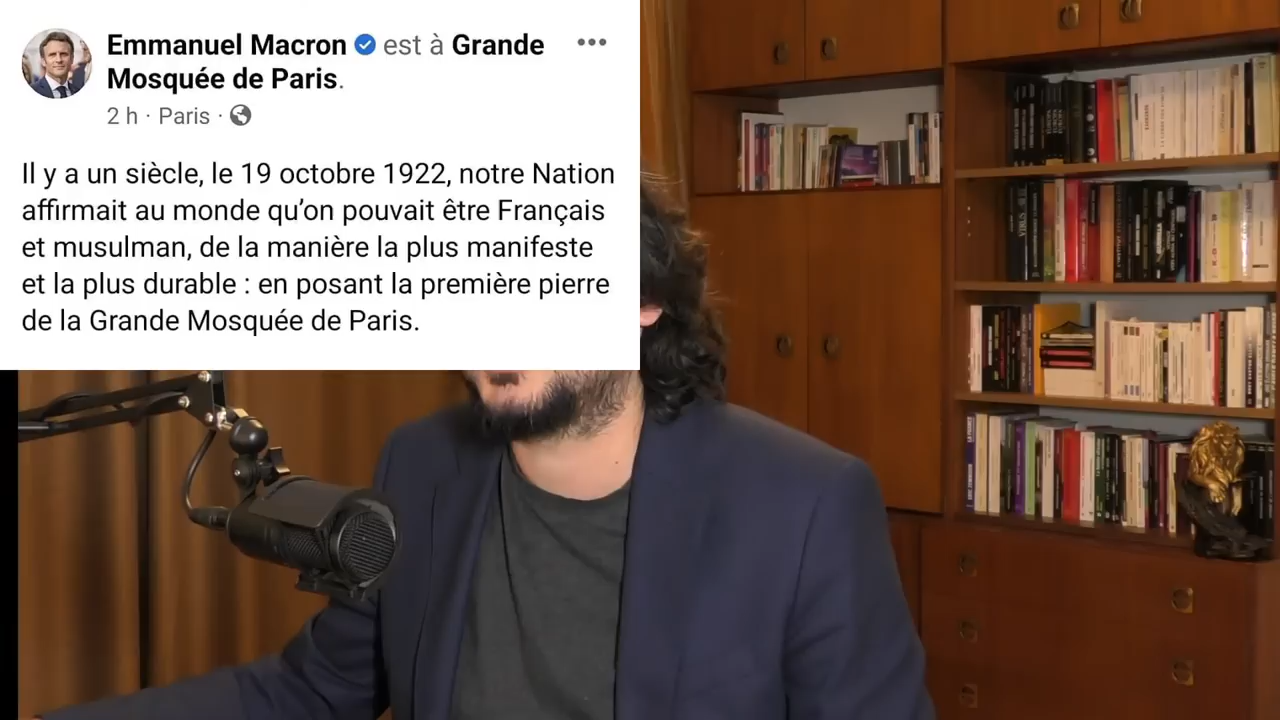 Emmanuel Macron est à Grande
Mosquée de Paris.
2 h · Paris ·
Il y a un siècle, le 19 octobre 1922, notre Nation
affirmait au monde qu'on pouvait être Français
et musulman, de la manière la plus manifeste
et la plus durable : en posant la première pierre
de la Grande Mosquée de Paris.